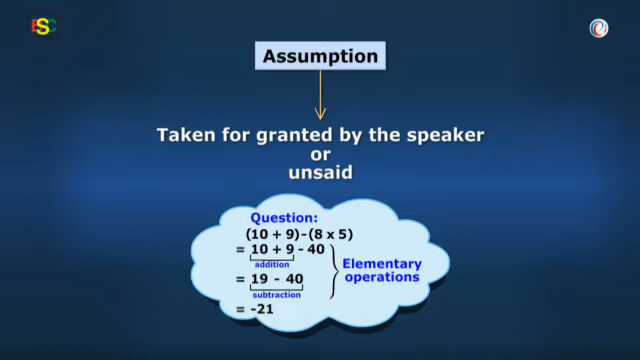 ESC
Assumption
Taken for granted by the speaker
or
unsaid
Question:
(10 + 9)-(8 x 5)
= 10 + 9 - 40
addition
Elementary
operations
= 19 - 40
subtraction
= -21